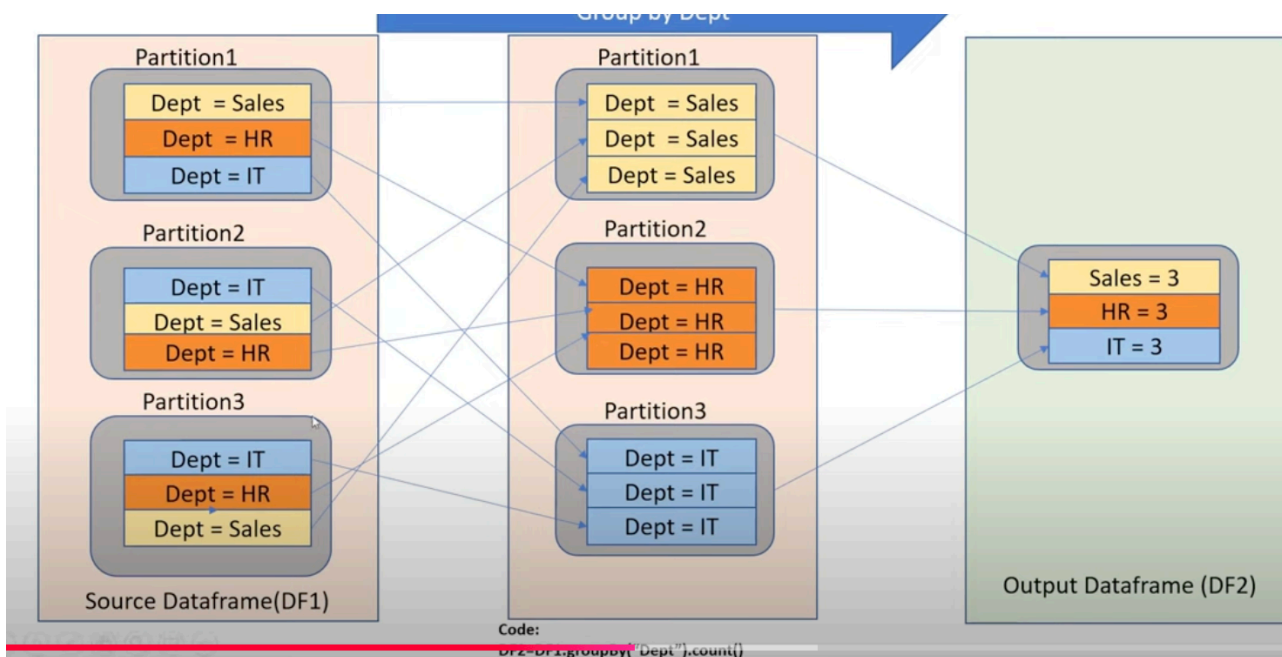 Group by Dept
Partition1
Dept = Sales
Dept = HR
Dept = IT
Partition2
Dept = IT
Dept = Sales
Dept = HR
Partition3
Dept = IT
Dept = HR
Dept = Sales
Source Dataframe(DF1)
Partition1
Dept = Sales
Dept = Sales
Dept = Sales
Partition2
Dept = HR
Dept = HR
Dept = HR
Partition3
Dept = IT
Dept = IT
Dept = IT
Sales = 3
HR = 3
IT = 3
Output Dataframe (DF2)
Code:
DF2=DF1.groupBy("Dept").count()